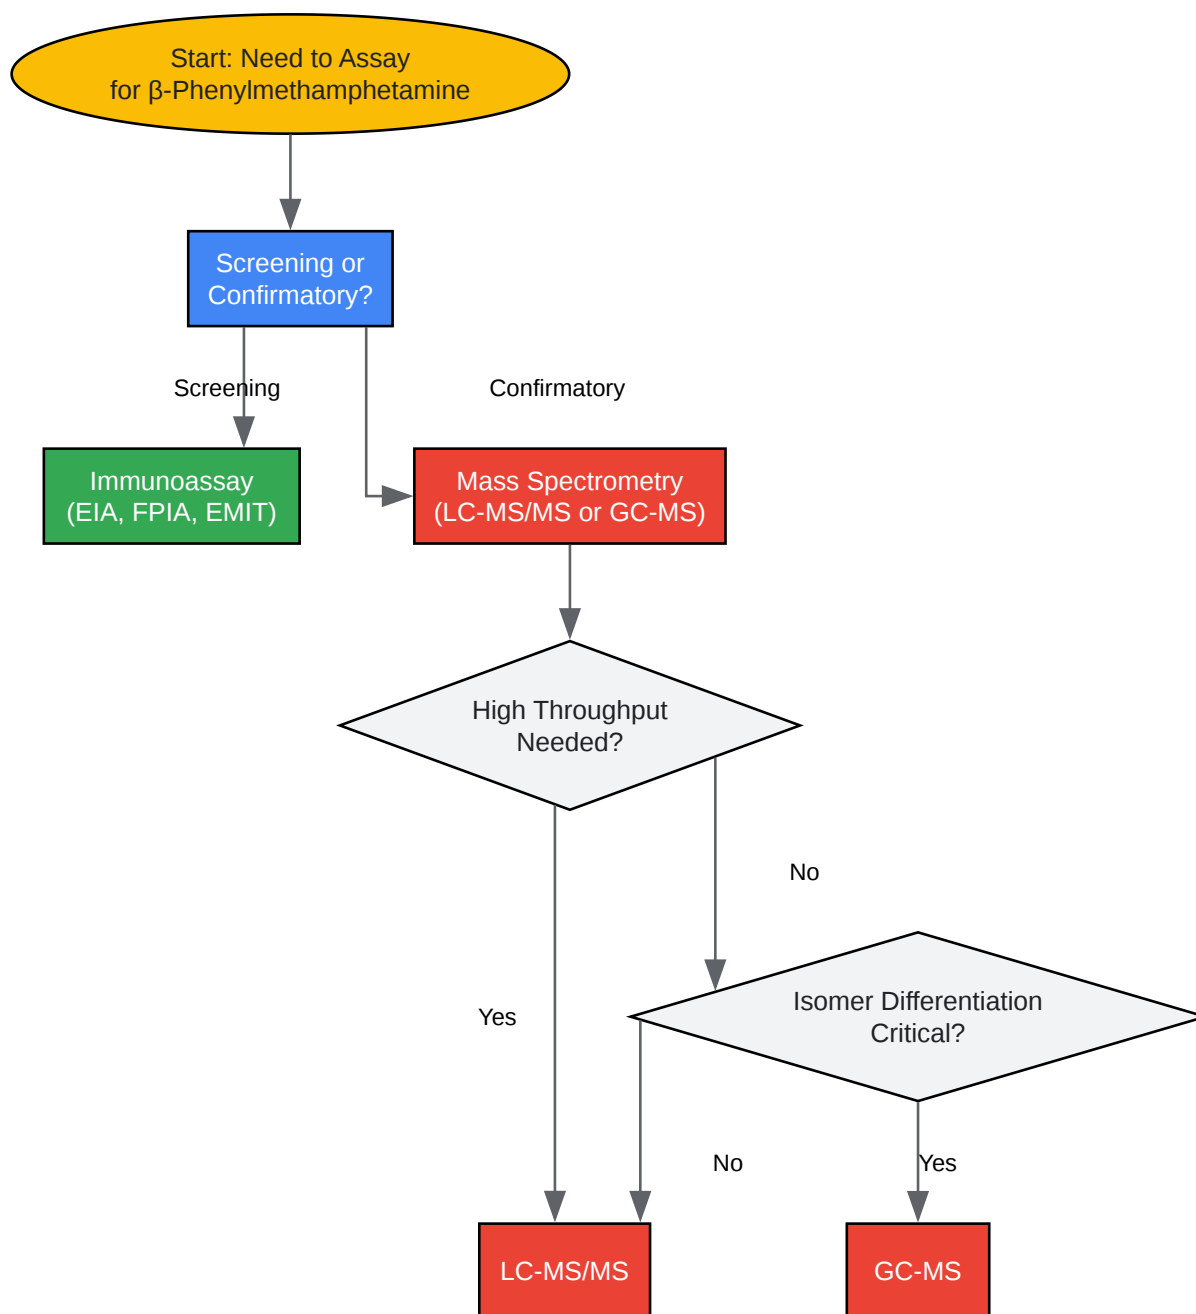 Start: Need to Assay
for β-Phenylmethamphetamine
Screening or
Confirmatory?
Screening
Confirmatory
Immunoassay
(EIA, FPIA, EMIT)
Mass Spectrometry
(LC-MS/MS or GC-MS)
High Throughput
Needed?
No
Yes
Isomer Differentiation
Critical?
No
Yes
LC-MS/MS
GC-MS